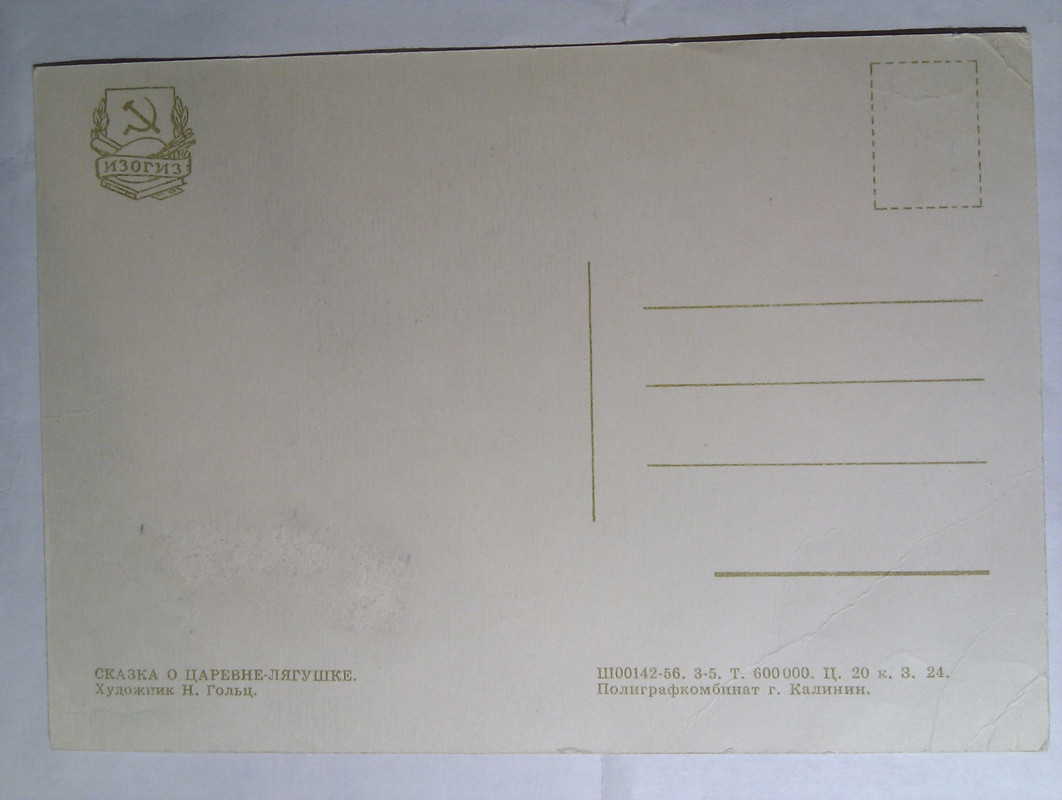 ИЗОГИЗ
СКАЗКА О ЦАРЕВНЕ-ЛЯГУШКЕ.
Художник Н. Гольц.
Ш00142-56. 3-5. Т. 600000. Ц. 20 к. З. 24.
Полиграфкомбинат г. Калинин.